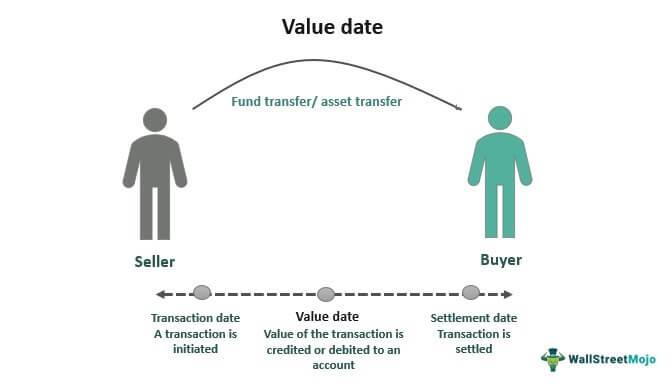 Value date
Fund transfer/ asset transfer
Seller
Buyer
Transaction date
A transaction is
initiated
Value date
Value of the transaction is
credited or debited to an
account
Settlement date
Transaction is
settled
WallStreetMojo